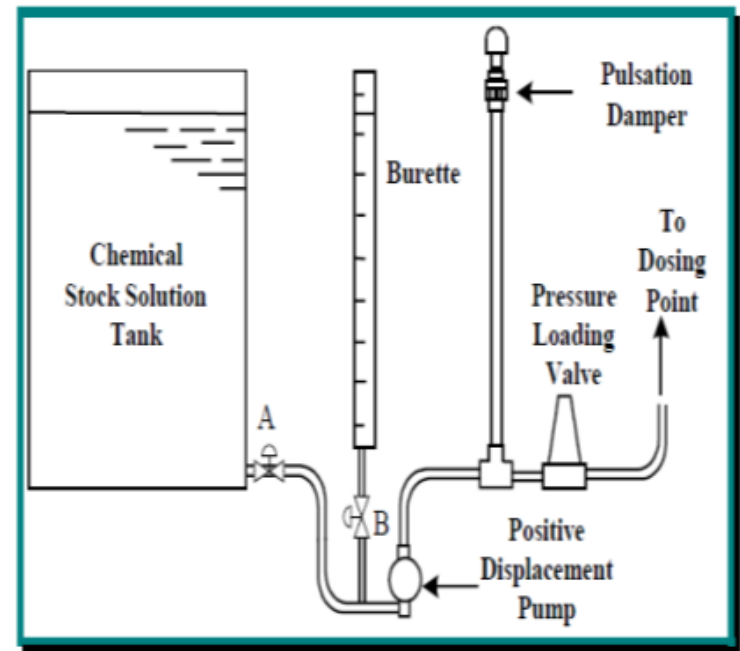 Pulsation
Damper
Burette
To
Dosing
Point
Chemical
Stock Solution
Tank
Pressure
Loading
Valve
A
B
Positive
Displacement
Pump